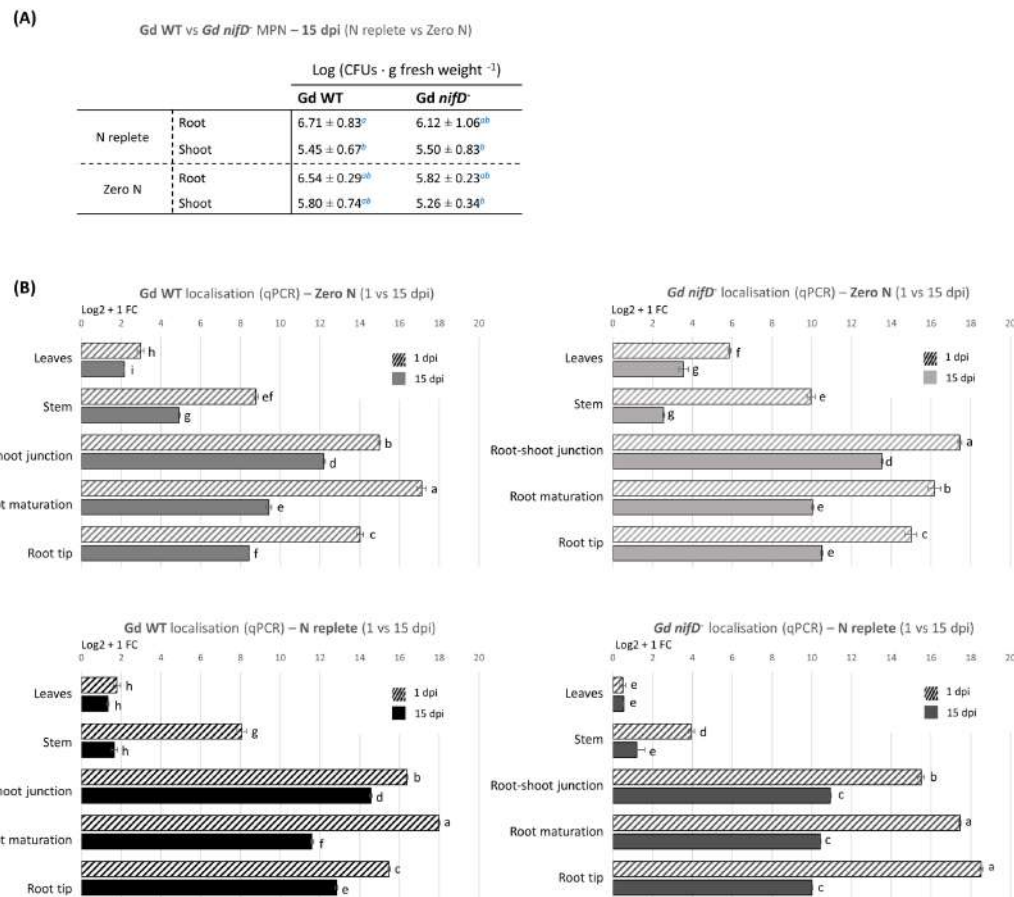 (A)
Gd WT vs Gd nifD- MPN – 15 dpi (N replete vs Zero N)
Log (CFUs · g fresh weight -1)
Gd WT Gd nifD-
N replete
Root 6.71 ± 0.83a 6.12 ± 1.06ab
Shoot 5.45 ± 0.67b 5.50 ± 0.83b
Zero N
Root 6.54 ± 0.29ab 5.82 ± 0.23ab
Shoot 5.80 ± 0.74ab 5.26 ± 0.34b
(B)
Gd WT localisation (qPCR) – Zero N (1 vs 15 dpi)
Log2 + 1 FC
0 2 4 6 8 10 12 14 16 18 20
Leaves h
i
1 dpi
15 dpi
Stem ef
g
hoot junction b
d
t maturation a
e
Root tip c
f
Gd nifD- localisation (qPCR) – Zero N (1 vs 15 dpi)
Log2 + 1 FC
0 2 4 6 8 10 12 14 16 18 20
Leaves f
g
1 dpi
15 dpi
Stem e
g
Root-shoot junction a
d
Root maturation b
e
Root tip c
e
Gd WT localisation (qPCR) – N replete (1 vs 15 dpi)
Log2 + 1 FC
0 2 4 6 8 10 12 14 16 18 20
Leaves h
h
1 dpi
15 dpi
Stem g
h
hoot junction b
d
t maturation a
f
Root tip c
e
Gd nifD- localisation (qPCR) – N replete (1 vs 15 dpi)
Log2 + 1 FC
0 2 4 6 8 10 12 14 16 18 20
Leaves e
e
1 dpi
15 dpi
Stem d
e
Root-shoot junction b
c
Root maturation a
c
Root tip a
c